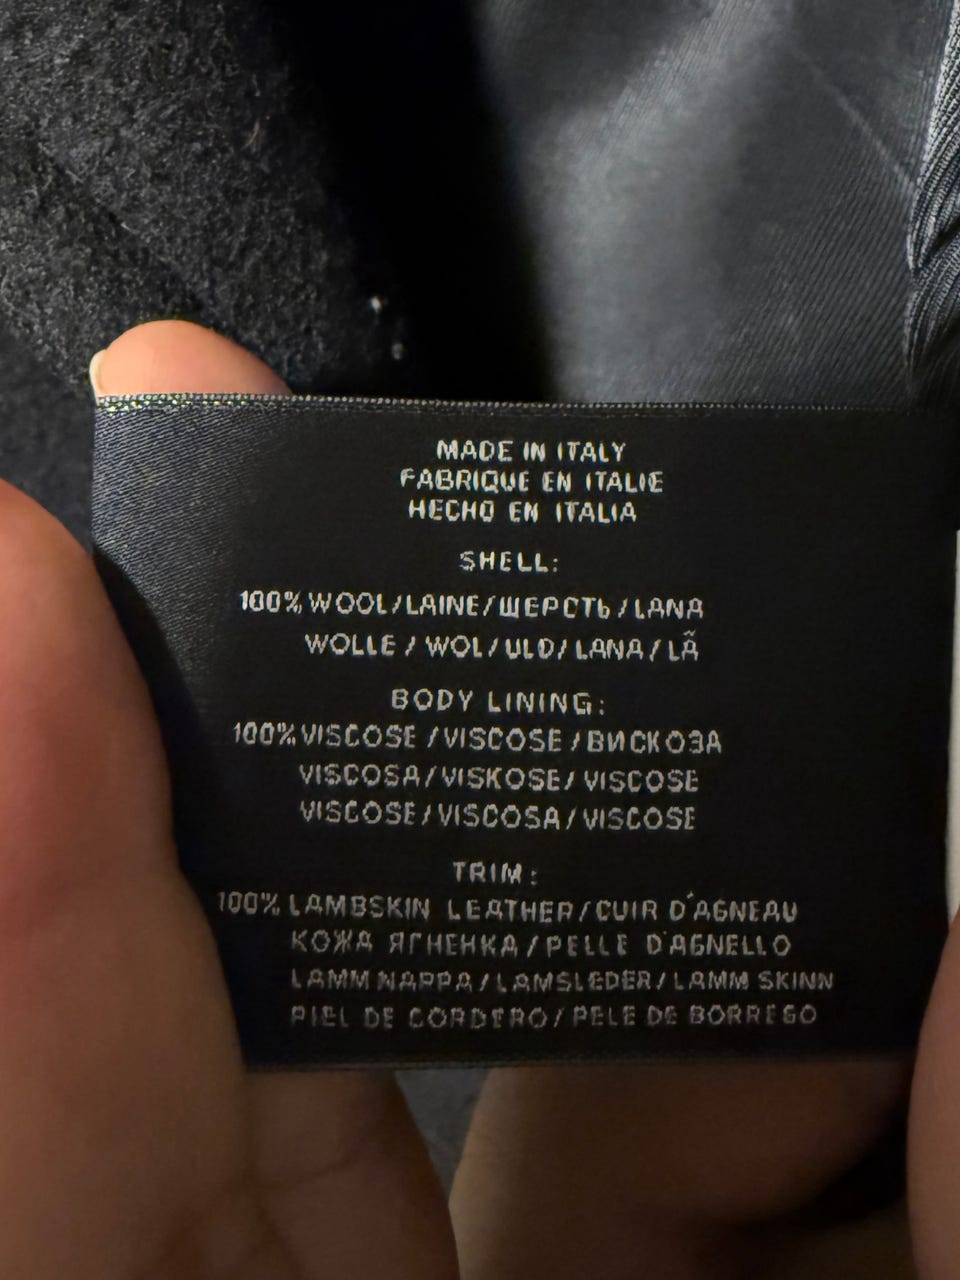 MADE IN ITALY
FABRIQUE EN ITALIE
HECHO EN ITALIA
SHELL:
100% WOOL/LAINE/ШЕРСТЬ/LANA
WOLLE / WOL/ULD/LANA/LÃ
BODY LINING:
100% VISCOSE /VISCOSE /ВИСКОЗА
VISCOSA/VISKOSE/ VISCOSE
VISCOSE/VISCOSA/VISCOSE
TRIM:
100% LAMBSKIN LEATHER/CUIR D'AGNEAU
КОЖА ЯГНЕНКА/PELLE D'AGNELLO
LAMM NAPPA/LAMSLEDER/LAMM SKINN
PIEL DE CORDERO/PELE DE BORREGO